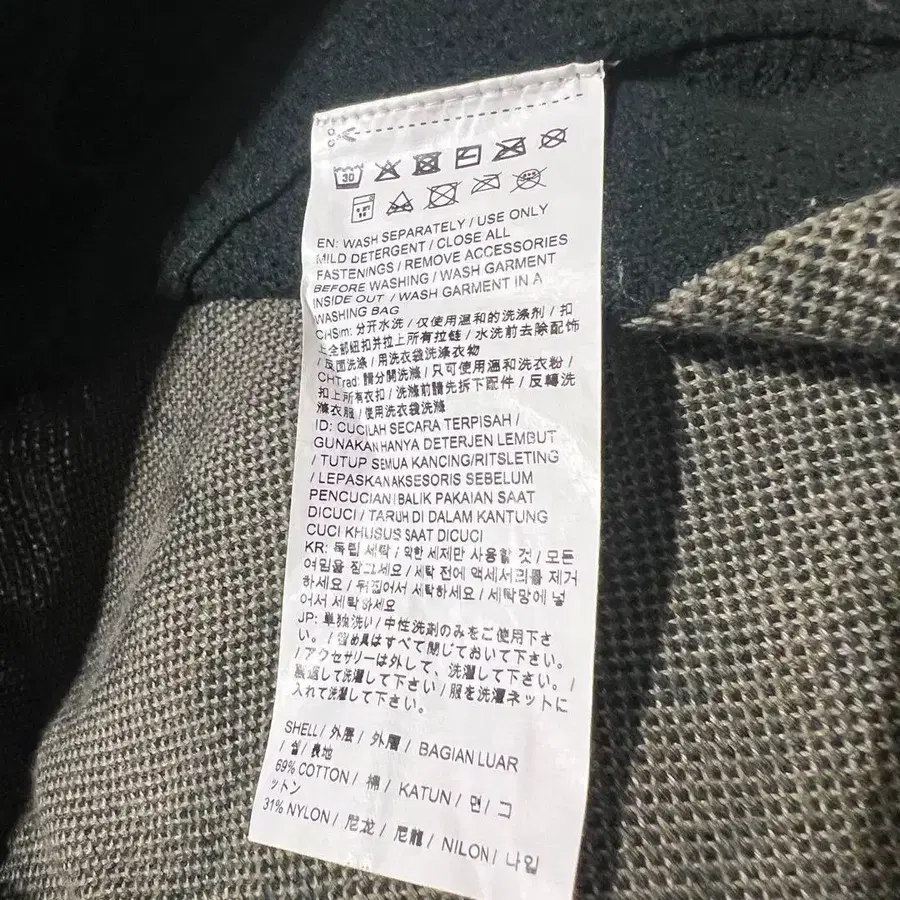 30
EN: WASH SEPARATELY / USE ONLY
MILD DETERGENT / CLOSE ALL
FASTENINGS / REMOVE ACCESSORIES
BEFORE WASHING / WASH GARMENT
INSIDE OUT / WASH GARMENT IN A
WASHING BAG
CHSim: 分开水洗 / 仅使用温和的洗涤剂 / 扣
上全部纽扣并拉上所有拉链 / 水洗前去除配饰
/ 反面洗涤 / 用洗衣袋洗涤衣物
CHTrad: 請分開洗滌 / 只可使用溫和洗衣粉 /
扣上所有衣扣 / 洗滌前請先拆下配件 / 反轉洗
滌衣服 / 使用洗衣袋洗滌
ID: CUCILAH SECARA TERPISAH /
GUNAKAN HANYA DETERJEN LEMBUT
/ TUTUP SEMUA KANCING/RITSLETING
/ LEPASKAN AKSESORIS SEBELUM
PENCUCIAN / BALIK PAKAIAN SAAT
DICUCI / TARUH DI DALAM KANTUNG
CUCI KHUSUS SAAT DICUCI
KR: 독립 세탁 / 약한 세제만 사용할 것 / 모든
여밈을 잠그세요 / 세탁 전에 액세서리를 제거
하세요 / 뒤집어서 세탁하세요 / 세탁망에 넣
어서 세탁하세요
JP: 単独洗い / 中性洗剤のみをご使用下さ
い。 / 留め具はすべて閉じておいて下さい。
/ アクセサリーは外して、洗濯して下さい。 /
裏返して洗濯して下さい / 服を洗濯ネットに
入れて洗濯して下さい。
SHELL / 外层 / 外層 / BAGIAN LUAR
/ 쉘 / 表地
69% COTTON / 棉 / KATUN / 면 / コ
ットン
31% NYLON / 尼龙 / 尼龍 / NILON / 나일